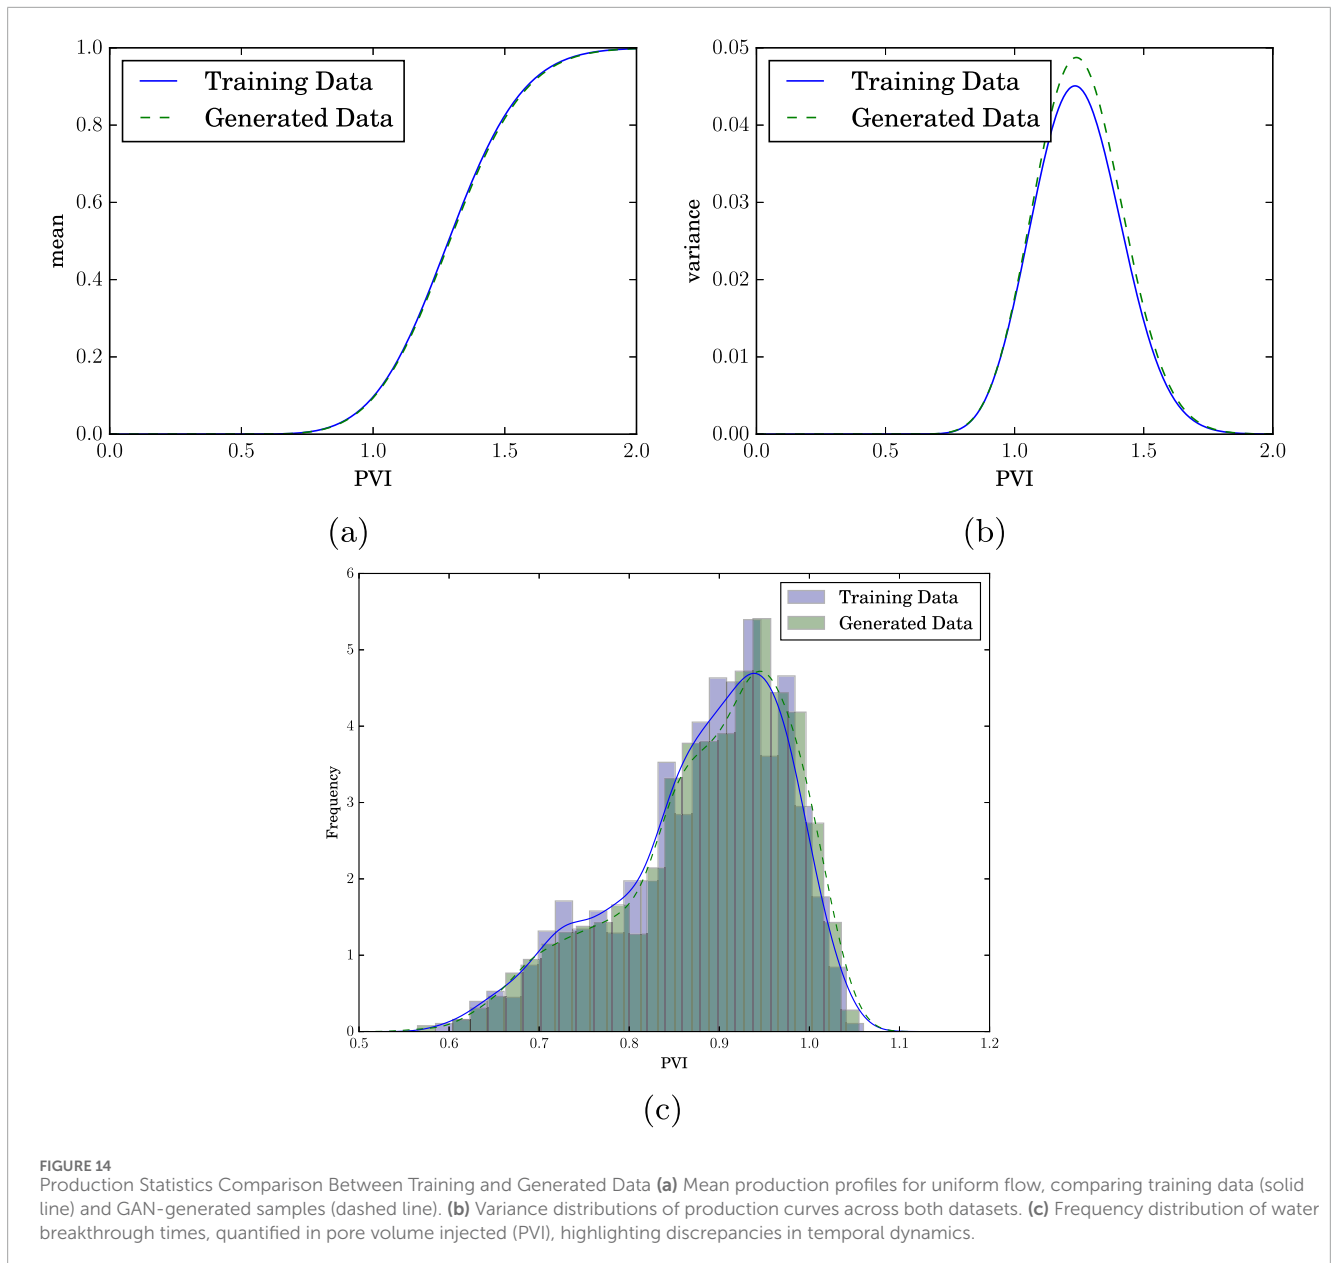 1.0
0.8
0.6
0.4
0.2
0.0
mean
Training Data
Generated Data
0.0 0.5 1.0 1.5 2.0
PVI
(a)
0.05
0.04
0.03
0.02
0.01
0.00
variance
Training Data
Generated Data
0.0 0.5 1.0 1.5 2.0
PVI
(b)
6
5
4
3
2
1
0
Frequency
Training Data
Generated Data
0.5 0.6 0.7 0.8 0.9 1.0 1.1 1.2
PVI
(c)
FIGURE 14
Production Statistics Comparison Between Training and Generated Data (a) Mean production profiles for uniform flow, comparing training data (solid
line) and GAN-generated samples (dashed line). (b) Variance distributions of production curves across both datasets. (c) Frequency distribution of water
breakthrough times, quantified in pore volume injected (PVI), highlighting discrepancies in temporal dynamics.